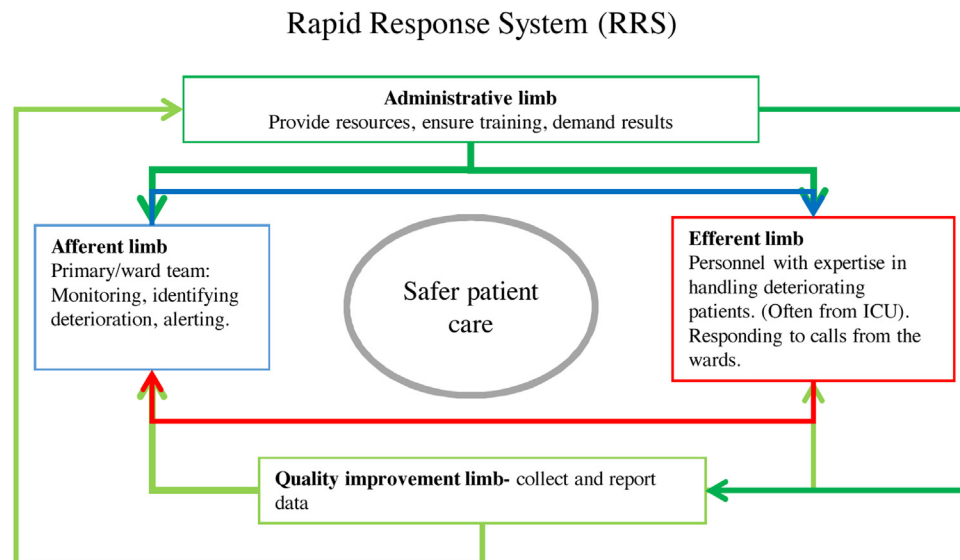 Rapid Response System (RRS)
Administrative limb
Provide resources, ensure training, demand results
Afferent limb
Primary/ward team:
Monitoring, identifying
deterioration, alerting.
Safer patient
care
Efferent limb
Personnel with expertise in
handling deteriorating
patients. (Often from ICU).
Responding to calls from the
wards.
Quality improvement limb- collect and report
data